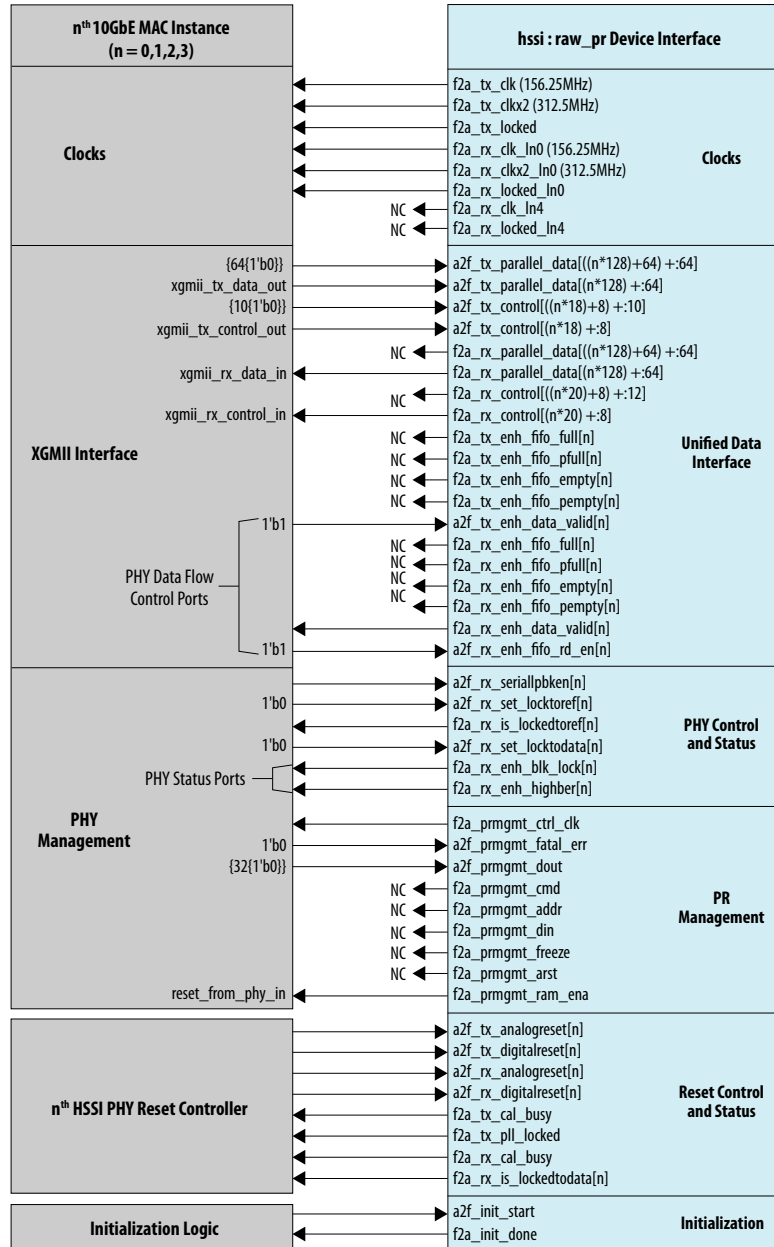 nth 10GbE MAC Instance
(n = 0,1,2,3)
hssi : raw_pr Device Interface
Clocks
f2a_tx_clk (156.25MHz)
f2a_tx_clkx2 (312.5MHz)
f2a_tx_locked
f2a_rx_clk_ln0 (156.25MHz)
f2a_rx_clkx2_ln0 (312.5MHz)
f2a_rx_locked_ln0
NC f2a_rx_clk_ln4
NC f2a_rx_locked_ln4
Clocks
XGMII Interface
{64{1'b0}} a2f_tx_parallel_data[((n*128)+64) +:64]
xgmii_tx_data_out a2f_tx_parallel_data[(n*128) +:64]
{10{1'b0}} a2f_tx_control[((n*18)+8) +:10]
xgmii_tx_control_out a2f_tx_control[(n*18) +:8]
NC f2a_rx_parallel_data[((n*128)+64) +:64]
xgmii_rx_data_in f2a_rx_parallel_data[(n*128) +:64]
NC f2a_rx_control[((n*20)+8) +:12]
xgmii_rx_control_in f2a_rx_control[(n*20) +:8]
NC f2a_tx_enh_fifo_full[n]
NC f2a_tx_enh_fifo_pfull[n]
NC f2a_tx_enh_fifo_empty[n]
NC f2a_tx_enh_fifo_pempty[n]
1'b1 a2f_tx_enh_data_valid[n]
NC f2a_rx_enh_fifo_full[n]
NC f2a_rx_enh_fifo_pfull[n]
NC f2a_rx_enh_fifo_empty[n]
NC f2a_rx_enh_fifo_pempty[n]
f2a_rx_enh_data_valid[n]
1'b1 a2f_rx_enh_fifo_rd_en[n]
PHY Data Flow
Control Ports
Unified Data
Interface
PHY
Management
a2f_rx_seriallpbken[n]
1'b0 a2f_rx_set_locktoref[n]
f2a_rx_is_lockedtoref[n]
1'b0 a2f_rx_set_locktodata[n]
f2a_rx_enh_blk_lock[n]
f2a_rx_enh_highber[n]
PHY Status Ports
PHY Control
and Status
f2a_prmgmt_ctrl_clk
1'b0 a2f_prmgmt_fatal_err
{32{1'b0}} a2f_prmgmt_dout
NC f2a_prmgmt_cmd
NC f2a_prmgmt_addr
NC f2a_prmgmt_din
NC f2a_prmgmt_freeze
NC f2a_prmgmt_arst
reset_from_phy_in f2a_prmgmt_ram_ena
PR
Management
nth HSSI PHY Reset Controller
a2f_tx_analogreset[n]
a2f_tx_digitalreset[n]
a2f_rx_analogreset[n]
a2f_rx_digitalreset[n]
f2a_tx_cal_busy
f2a_tx_pll_locked
f2a_rx_cal_busy
f2a_rx_is_lockedtodata[n]
Reset Control
and Status
Initialization Logic
a2f_init_start
f2a_init_done
Initialization